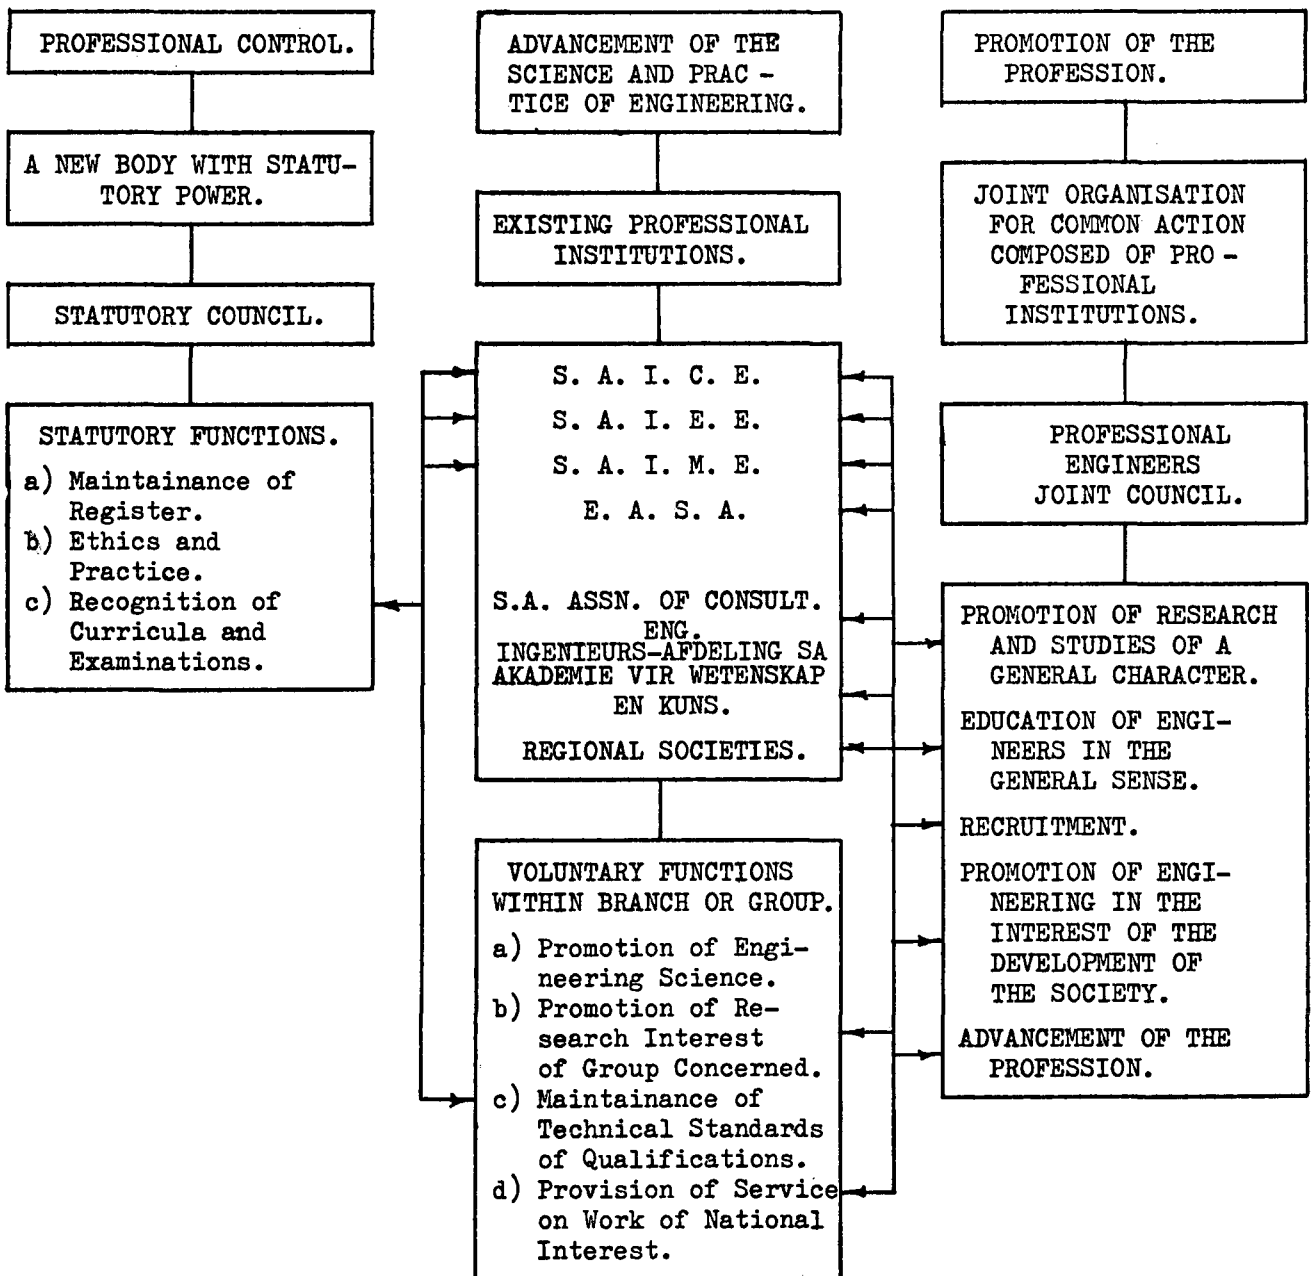 PROFESSIONAL CONTROL.
A NEW BODY WITH STATU-
TORY POWER.
STATUTORY COUNCIL.
STATUTORY FUNCTIONS.
a) Maintainance of
Register.
b) Ethics and
Practice.
c) Recognition of
Curricula and
Examinations.
ADVANCEMENT OF THE
SCIENCE AND PRAC -
TICE OF ENGINEERING.
EXISTING PROFESSIONAL
INSTITUTIONS.
S. A. I. C. E.
S. A. I. E. E.
S. A. I. M. E.
E. A. S. A.
S.A. ASSN. OF CONSULT.
ENG.
INGENIEURS-AFDELING SA
AKADEMIE VIR WETENSKAP
EN KUNS.
REGIONAL SOCIETIES.
VOLUNTARY FUNCTIONS
WITHIN BRANCH OR GROUP.
a) Promotion of Engi-
neering Science.
b) Promotion of Re-
search Interest
of Group Concerned.
c) Maintainance of
Technical Standards
of Qualifications.
d) Provision of Service
on Work of National
Interest.
PROMOTION OF THE
PROFESSION.
JOINT ORGANISATION
FOR COMMON ACTION
COMPOSED OF PRO -
FESSIONAL
INSTITUTIONS.
PROFESSIONAL
ENGINEERS
JOINT COUNCIL.
PROMOTION OF RESEARCH
AND STUDIES OF A
GENERAL CHARACTER.
EDUCATION OF ENGI-
NEERS IN THE
GENERAL SENSE.
RECRUITMENT.
PROMOTION OF ENGI-
NEERING IN THE
INTEREST OF THE
DEVELOPMENT OF
THE SOCIETY.
ADVANCEMENT OF THE
PROFESSION.